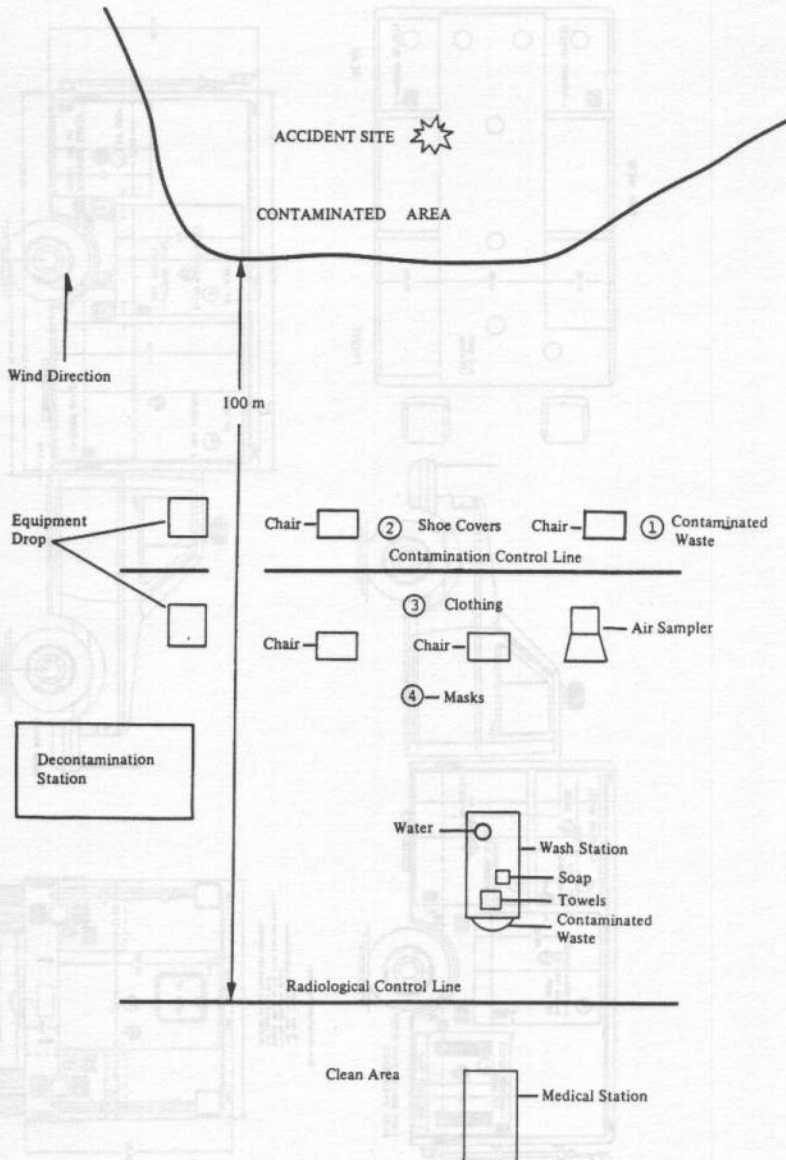 ACCIDENT SITE
CONTAMINATED AREA
Wind Direction
100 m
Equipment
Drop
Chair
2
Shoe Covers
Chair
1
Contaminated
Waste
Contamination Control Line
3
Clothing
Air Sampler
Chair
Chair
4
Masks
Decontamination
Station
Water
Wash Station
Soap
Towels
Contaminated
Waste
Radiological Control Line
Clean Area
Medical Station